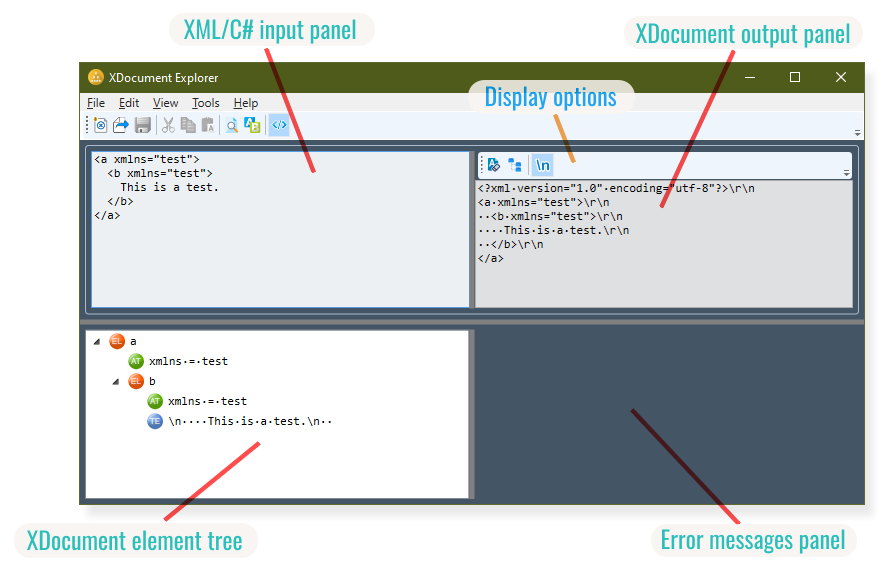 XML/C# input panel
XDocument output panel
XDocument Explorer
File Edit View Tools Help
Display options
<a xmlns="test">
  <b xmlns="test">
    This is a test.
  </b>
</a>
\n
<?xml·version="1.0"·encoding="utf-8"?>\r\n
<a·xmlns="test">\r\n
··<b·xmlns="test">\r\n
····This·is·a·test.\r\n
··</b>\r\n
</a>
EL a
AT xmlns·=·test
EL b
AT xmlns·=·test
TE \n····This·is·a·test.\n··
XDocument element tree
Error messages panel